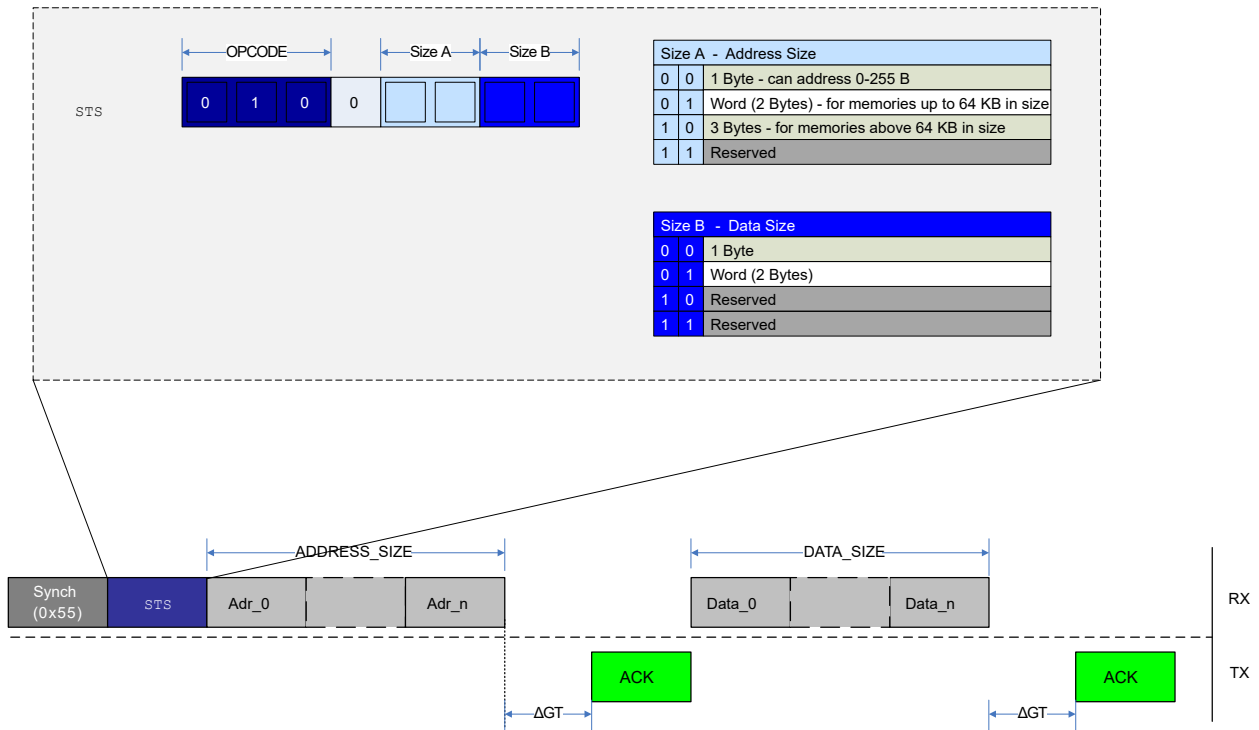 OPCODE
Size A
Size B
STS
0 1 0 0
Size A - Address Size
0 0 1 Byte - can address 0-255 B
0 1 Word (2 Bytes) - for memories up to 64 KB in size
1 0 3 Bytes - for memories above 64 KB in size
1 1 Reserved
Size B - Data Size
0 0 1 Byte
0 1 Word (2 Bytes)
1 0 Reserved
1 1 Reserved
ADDRESS_SIZE
DATA_SIZE
Synch
(0x55)
STS
Adr_0
Adr_n
Data_0
Data_n
RX
ACK
ACK
TX
ΔGT
ΔGT